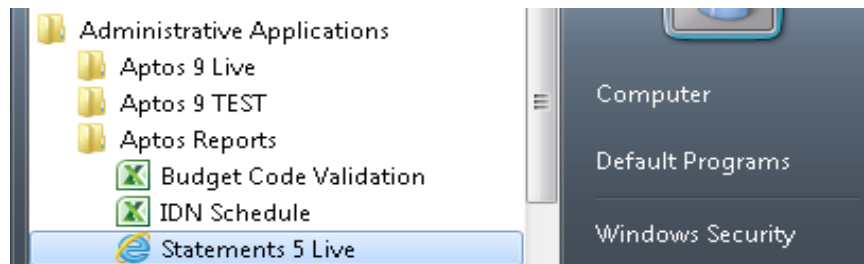 Administrative Applications
Aptos 9 Live
Aptos 9 TEST
Aptos Reports
Budget Code Validation
IDN Schedule
Statements 5 Live
Computer
Default Programs
Windows Security